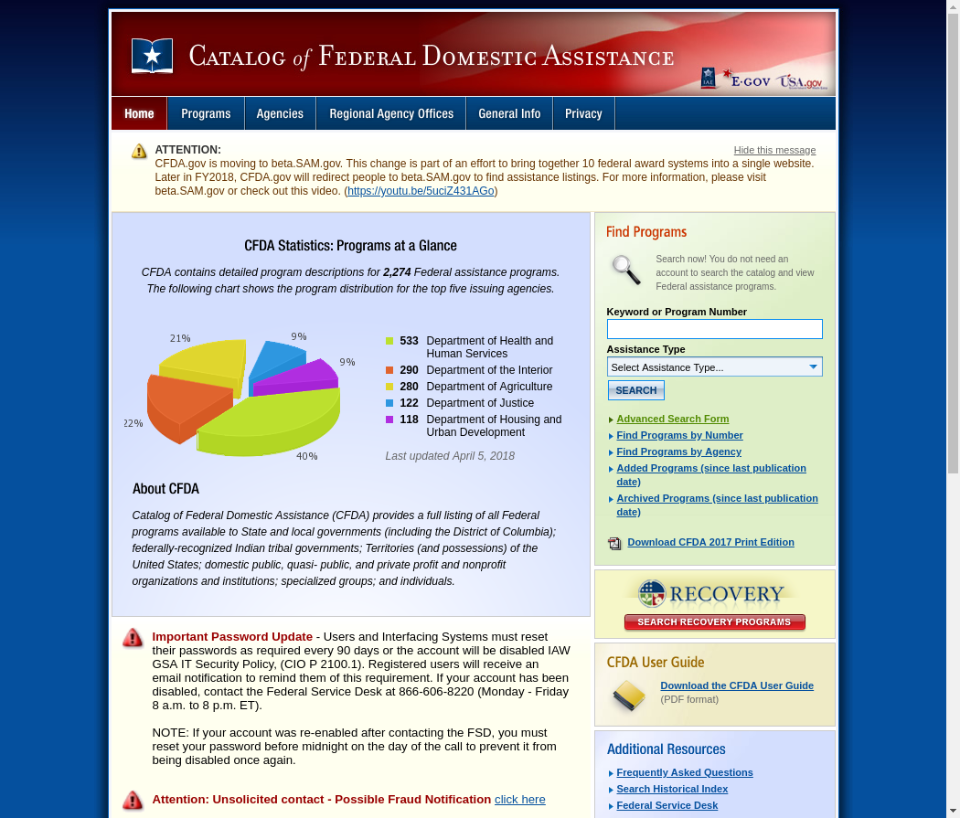 CATALOG of FEDERAL DOMESTIC ASSISTANCE
IAE E-GOV USA.gov
Home Programs Agencies Regional Agency Offices General Info Privacy
ATTENTION:
Hide this message
CFDA.gov is moving to beta.SAM.gov. This change is part of an effort to bring together 10 federal award systems into a single website.
Later in FY2018, CFDA.gov will redirect people to beta.SAM.gov to find assistance listings. For more information, please visit
beta.SAM.gov or check out this video. (https://youtu.be/5uciZ431AGo)
CFDA Statistics: Programs at a Glance
CFDA contains detailed program descriptions for 2,274 Federal assistance programs.
The following chart shows the program distribution for the top five issuing agencies.
21%
9%
9%
22%
40%
533 Department of Health and
Human Services
290 Department of the Interior
280 Department of Agriculture
122 Department of Justice
118 Department of Housing and
Urban Development
Last updated April 5, 2018
About CFDA
Catalog of Federal Domestic Assistance (CFDA) provides a full listing of all Federal
programs available to State and local governments (including the District of Columbia);
federally-recognized Indian tribal governments; Territories (and possessions) of the
United States; domestic public, quasi- public, and private profit and nonprofit
organizations and institutions; specialized groups; and individuals.
Important Password Update - Users and Interfacing Systems must reset
their passwords as required every 90 days or the account will be disabled IAW
GSA IT Security Policy, (CIO P 2100.1). Registered users will receive an
email notification to remind them of this requirement. If your account has been
disabled, contact the Federal Service Desk at 866-606-8220 (Monday - Friday
8 a.m. to 8 p.m. ET).
NOTE: If your account was re-enabled after contacting the FSD, you must
reset your password before midnight on the day of the call to prevent it from
being disabled once again.
Attention: Unsolicited contact - Possible Fraud Notification click here
Find Programs
Search now! You do not need an
account to search the catalog and view
Federal assistance programs.
Keyword or Program Number
Assistance Type
Select Assistance Type...
SEARCH
Advanced Search Form
Find Programs by Number
Find Programs by Agency
Added Programs (since last publication
date)
Archived Programs (since last publication
date)
Download CFDA 2017 Print Edition
RECOVERY
SEARCH RECOVERY PROGRAMS
CFDA User Guide
Download the CFDA User Guide
(PDF format)
Additional Resources
Frequently Asked Questions
Search Historical Index
Federal Service Desk